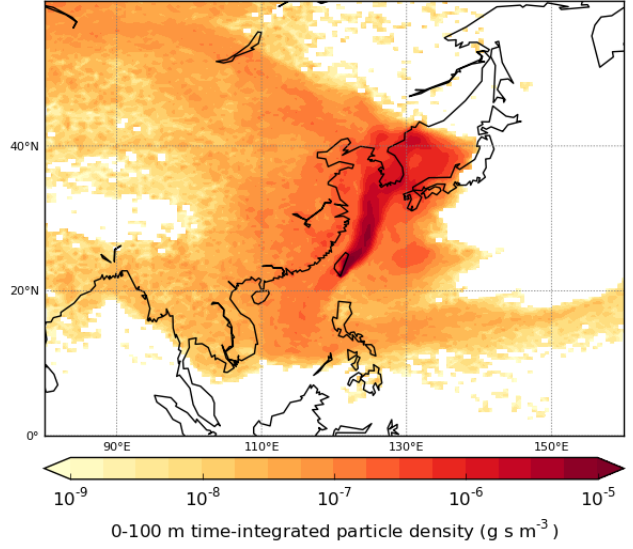 40°N
20°N
0°
90°E 110°E 130°E 150°E
10⁻⁹ 10⁻⁸ 10⁻⁷ 10⁻⁶ 10⁻⁵
0-100 m time-integrated particle density (g s m⁻³)